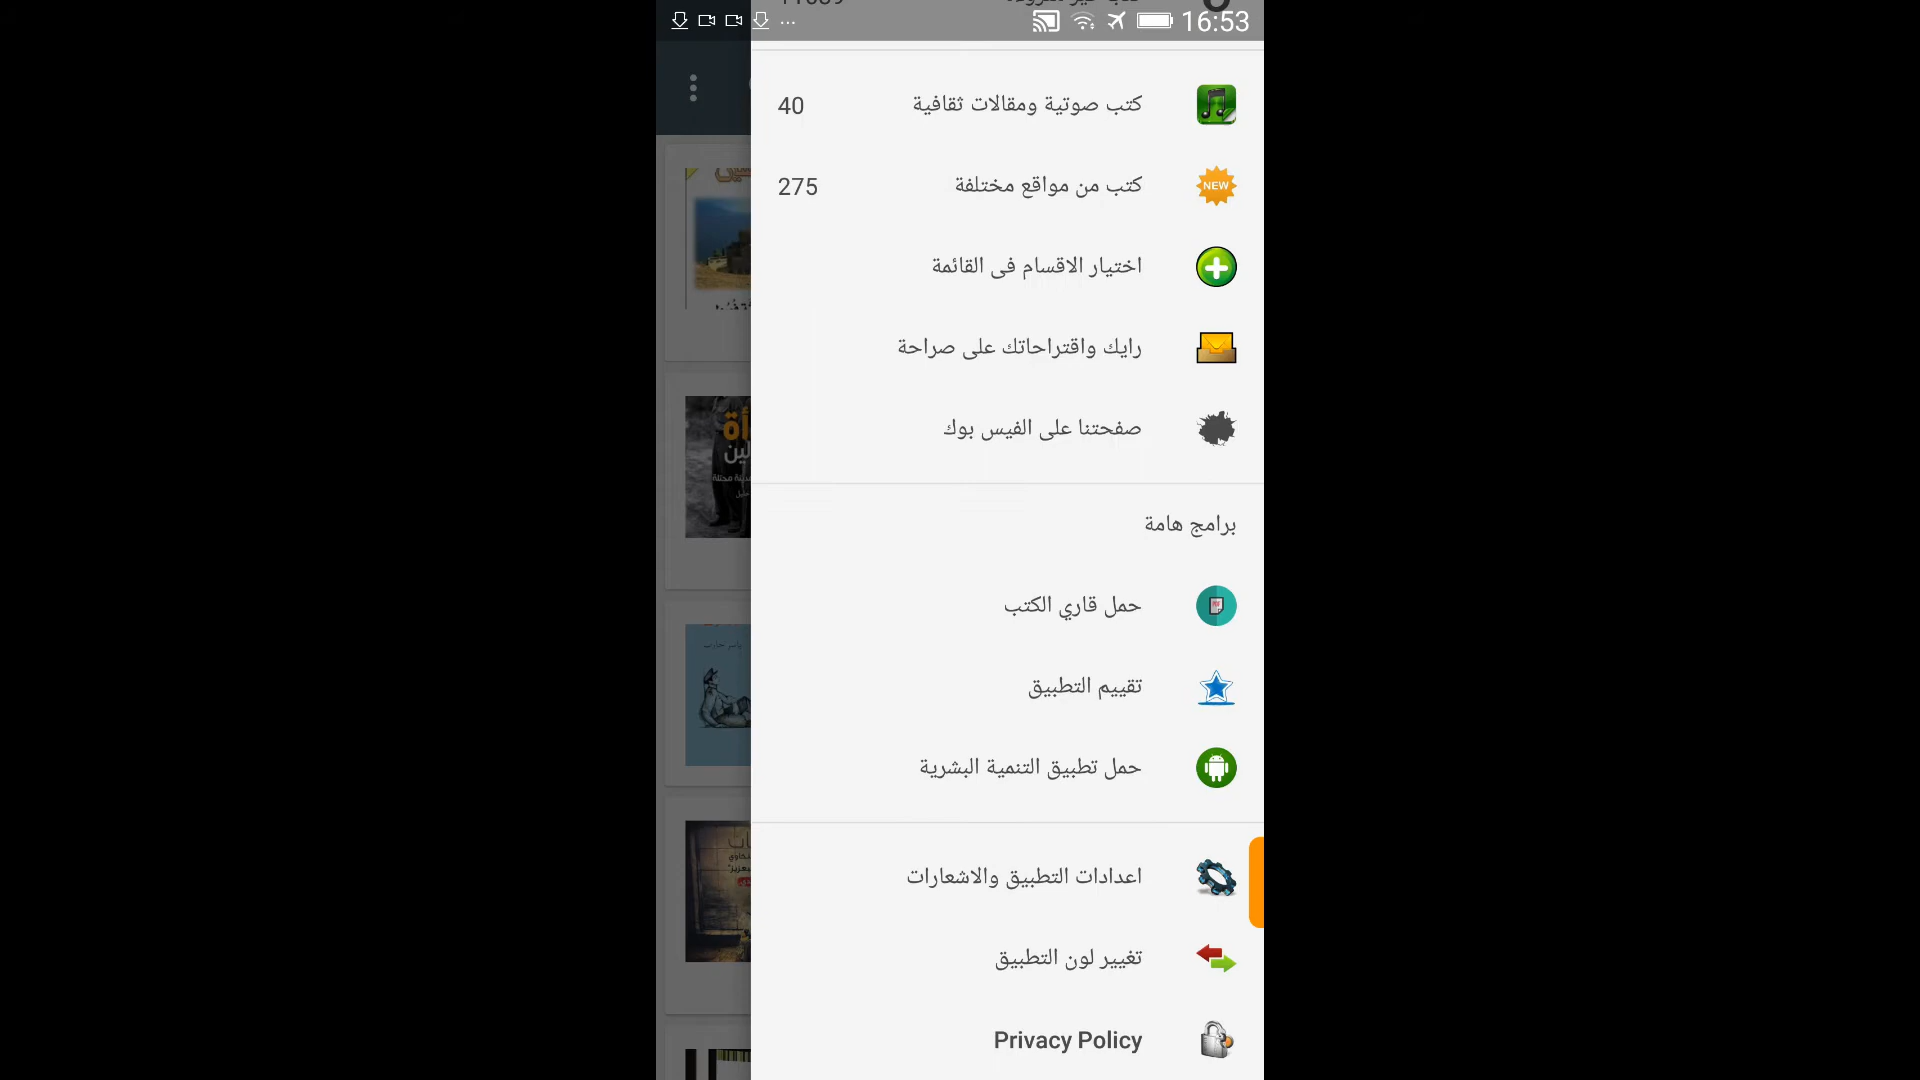 16:53
كتب صوتية ومقالات ثقافية 40
كتب من مواقع مختلفة 275
NEW
اختيار الاقسام فى القائمة
رايك واقتراحاتك على صراحة
صفحتنا على الفيس بوك
برامج هامة
حمل قاري الكتب
تقييم التطبيق
حمل تطبيق التنمية البشرية
اعدادات التطبيق والاشعارات
تغيير لون التطبيق
Privacy Policy
ياسر حارب